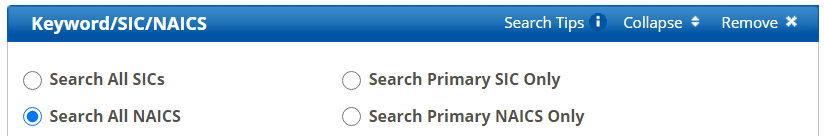 Keyword/SIC/NAICS Search Tips Collapse Remove
Search All SICs Search Primary SIC Only
Search All NAICS Search Primary NAICS Only